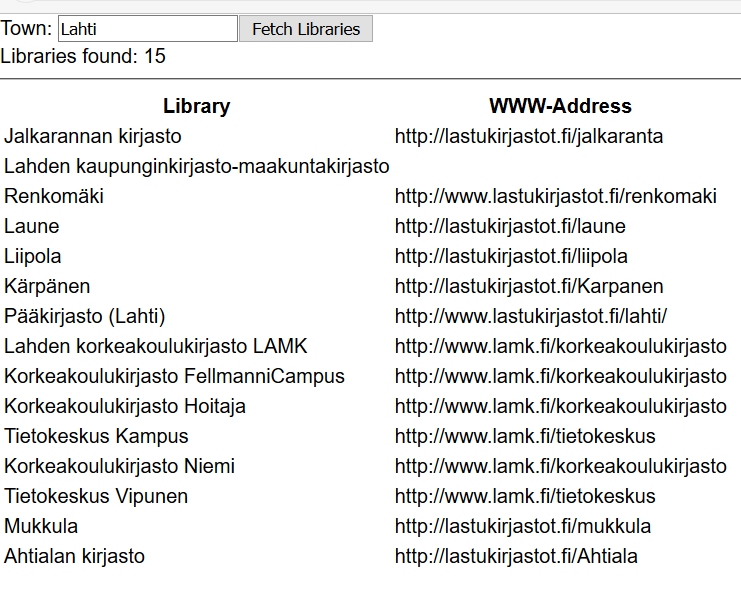 Town: Lahti Fetch Libraries
Libraries found: 15
Library WWW-Address
Jalkarannan kirjasto http://lastukirjastot.fi/jalkaranta
Lahden kaupunginkirjasto-maakuntakirjasto
Renkomäki http://www.lastukirjastot.fi/renkomaki
Laune http://lastukirjastot.fi/laune
Liipola http://lastukirjastot.fi/liipola
Kärpänen http://lastukirjastot.fi/Karpanen
Pääkirjasto (Lahti) http://www.lastukirjastot.fi/lahti/
Lahden korkeakoulukirjasto LAMK http://www.lamk.fi/korkeakoulukirjasto
Korkeakoulukirjasto FellmanniCampus http://www.lamk.fi/korkeakoulukirjasto
Korkeakoulukirjasto Hoitaja http://www.lamk.fi/korkeakoulukirjasto
Tietokeskus Kampus http://www.lamk.fi/tietokeskus
Korkeakoulukirjasto Niemi http://www.lamk.fi/korkeakoulukirjasto
Tietokeskus Vipunen http://www.lamk.fi/tietokeskus
Mukkula http://lastukirjastot.fi/mukkula
Ahtialan kirjasto http://lastukirjastot.fi/Ahtiala